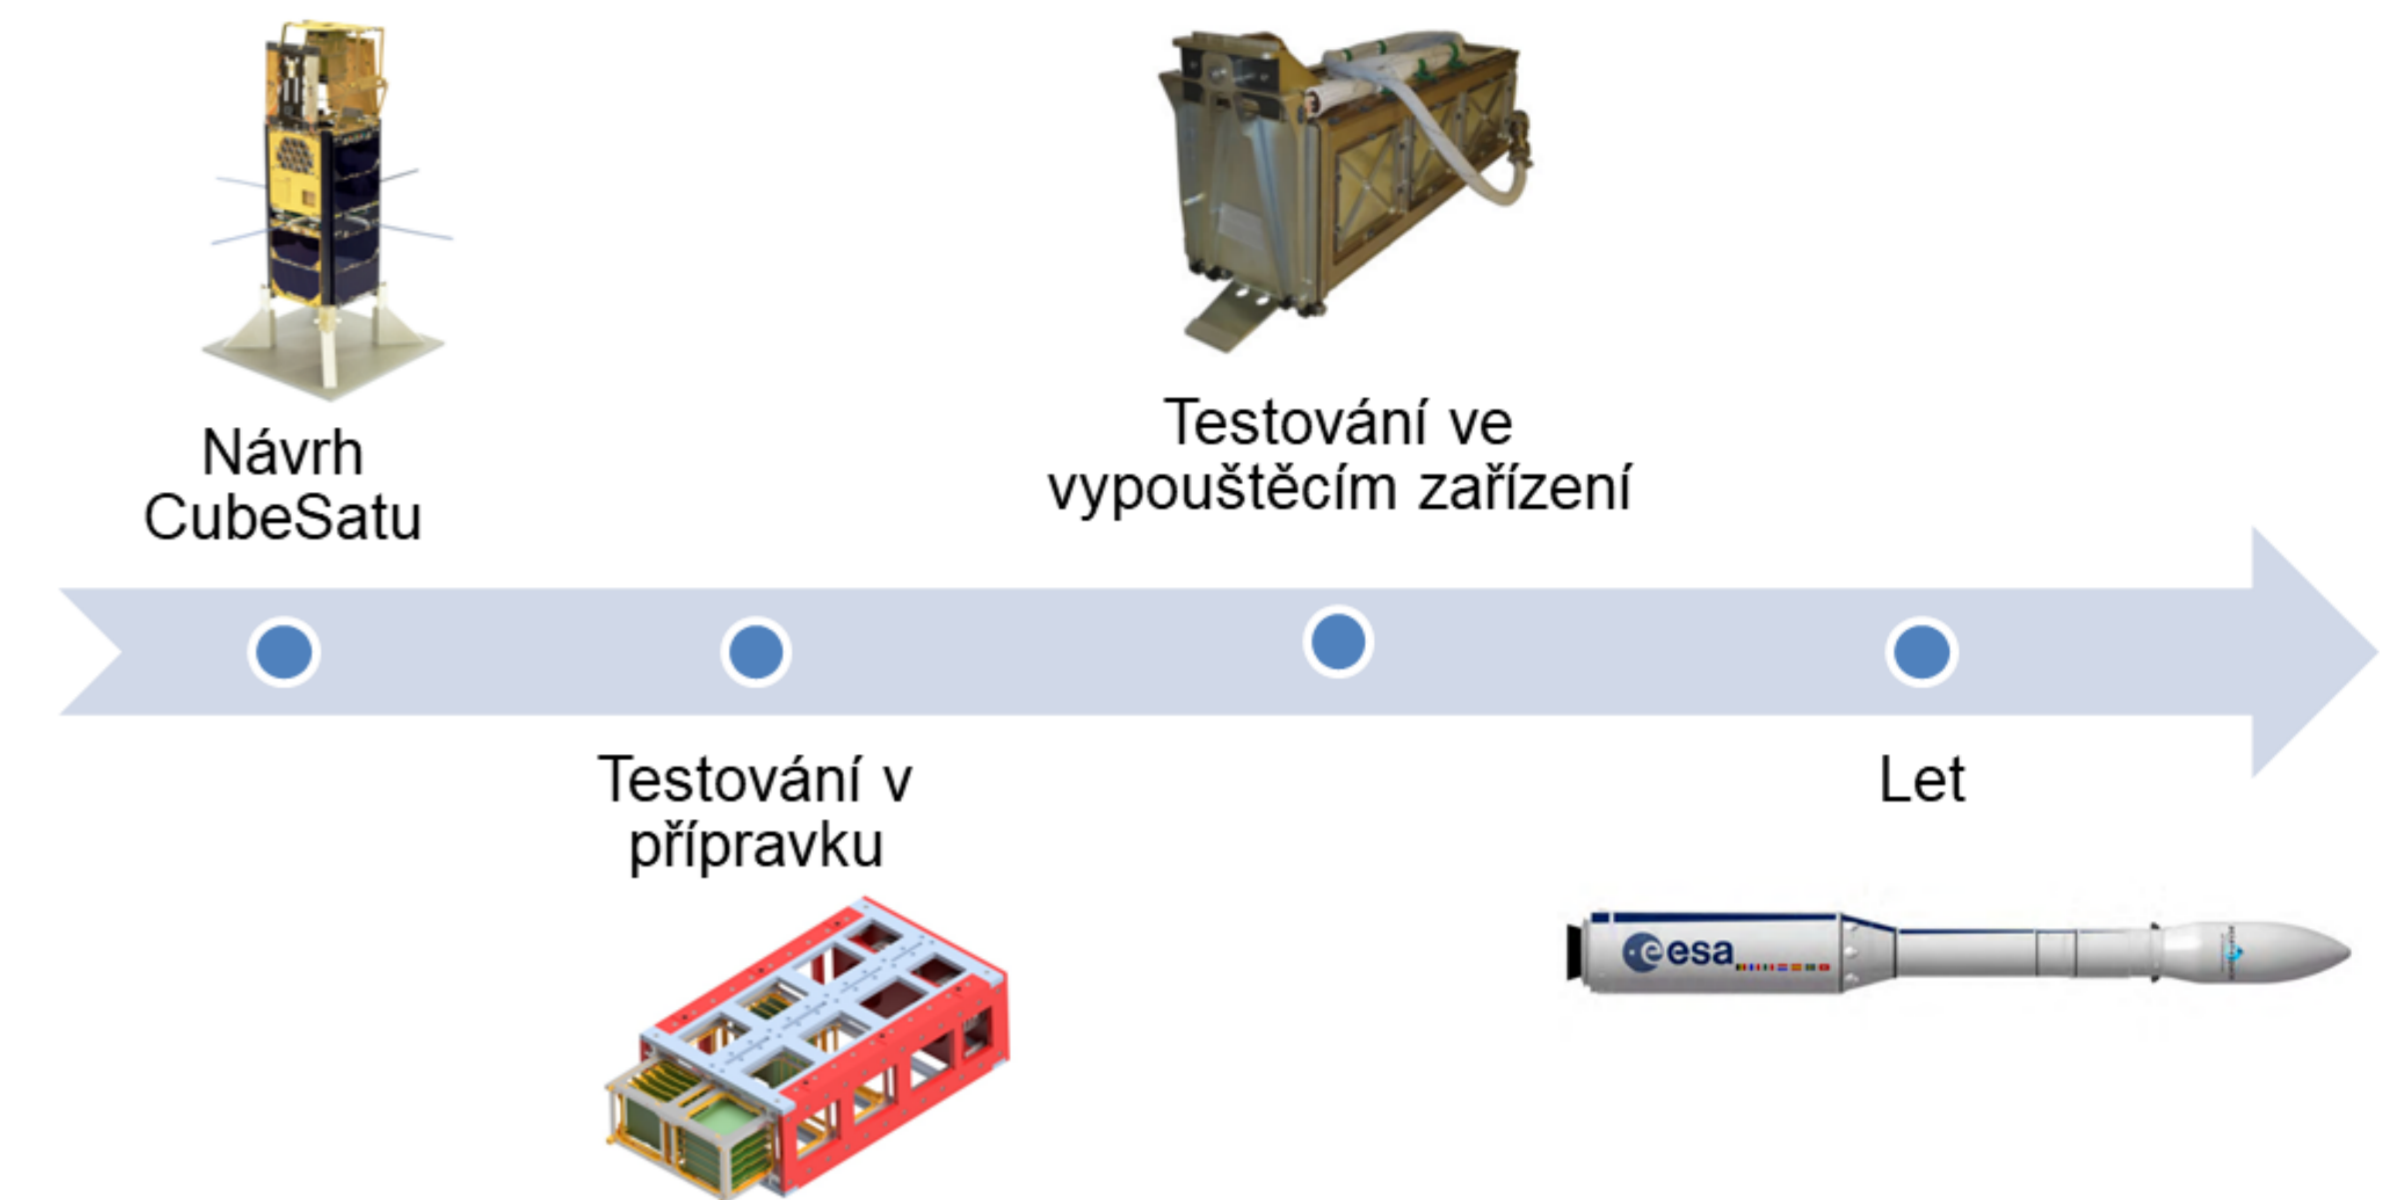 Návrh
CubeSatu
Testování v
přípravku
Testování ve
vypouštěcím zařízení
Let
esa